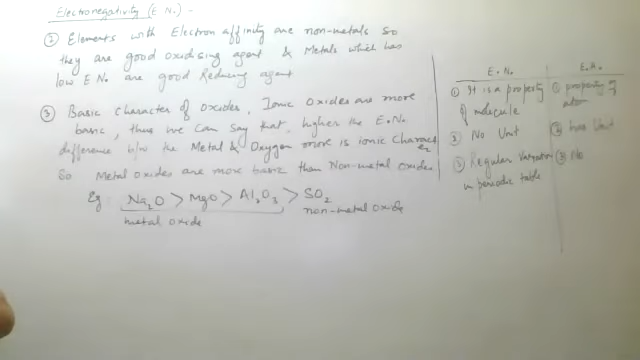 Electronegativity (E.N.) -
② Elements with Electron affinity are non-metals so
they are good oxidising agent & Metals which has
low E.N. are good Reducing agent
③ Basic character of oxides, Ionic oxides are more
basic, thus we can say that, higher the E.N.
difference b/w the Metal & Oxygen more is ionic character
So Metal oxides are more basic than Non-metal oxides
Eg Na2O > MgO > Al2O3 > SO2
metal oxide
non-metal oxide
E.N.
① It is a property
of molecule
② No Unit
③ Regular Variation
in periodic table
E.A.
① property of
atom
② has Unit
③ No